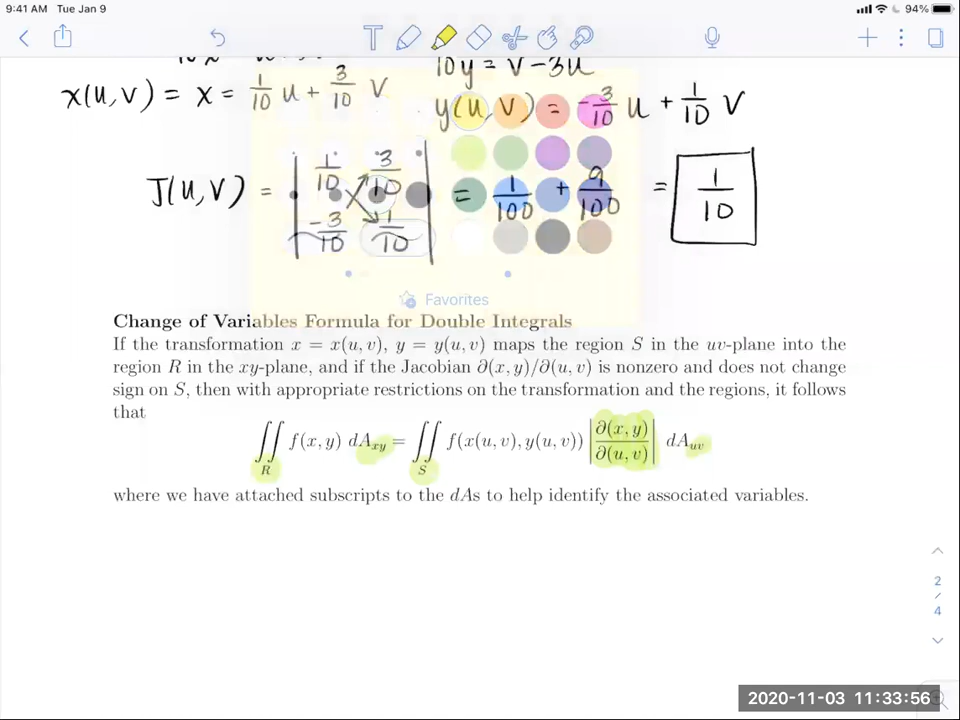 9:41 AM Tue Jan 9
94%
10y = v - 3u
x(u,v) = x = 1/10 u + 3/10 v
y(u,v) = -3/10 u + 1/10 v
J(u,v) = | 1/10 3/10 | = 1/100 + 9/100 = 1/10
| -3/10 1/10 |
Favorites
Change of Variables Formula for Double Integrals
If the transformation x = x(u, v), y = y(u, v) maps the region S in the uv-plane into the
region R in the xy-plane, and if the Jacobian ∂(x, y)/∂(u, v) is nonzero and does not change
sign on S, then with appropriate restrictions on the transformation and the regions, it follows
that
∬_R f(x, y) dA_xy = ∬_S f(x(u, v), y(u, v)) |∂(x, y)/∂(u, v)| dA_uv
where we have attached subscripts to the dAs to help identify the associated variables.
2
/
4
2020-11-03 11:33:56